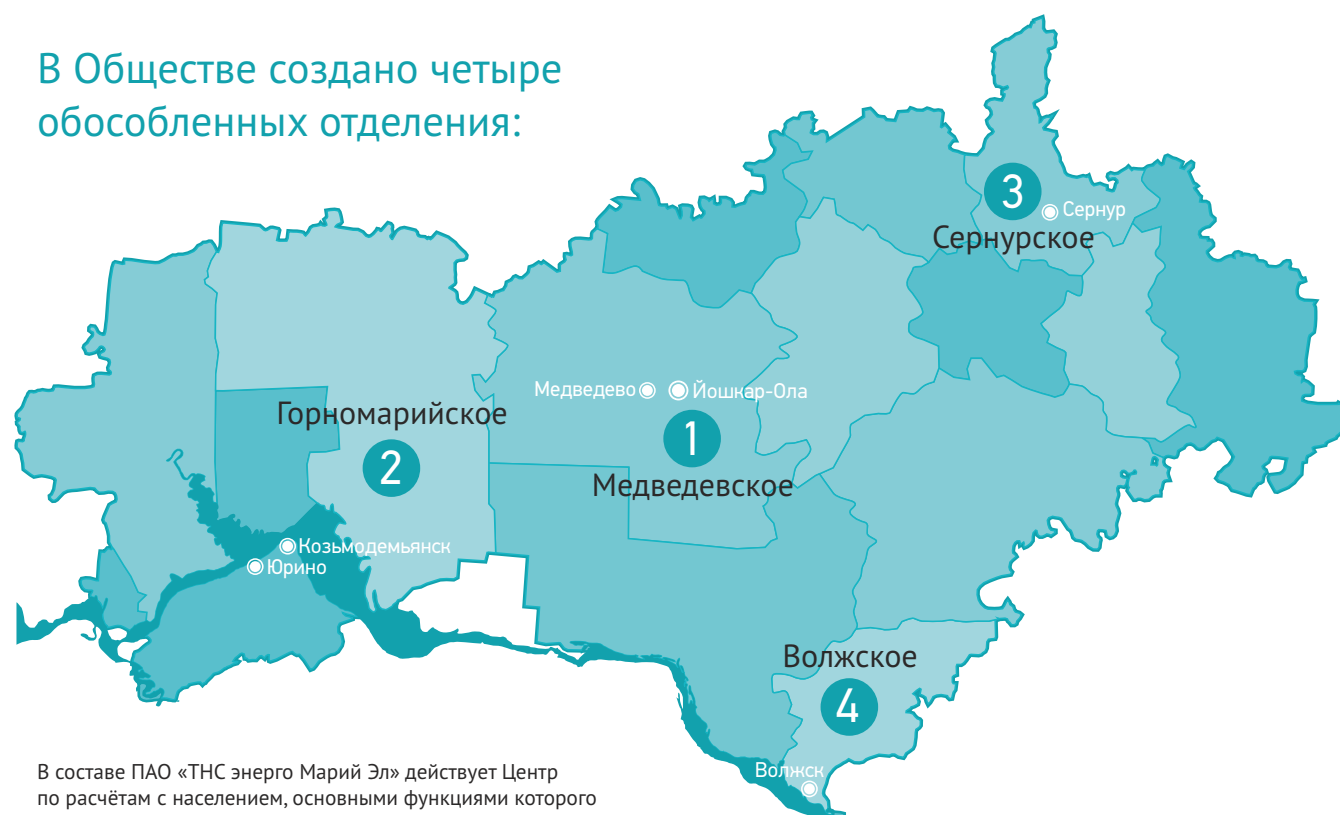 В Обществе создано четыре
обособленных отделения:
3
Сернур
Сернурское
Медведево
Йошкар-Ола
Горномарийское
1
2
Медведевское
Козьмодемьянск
Юрино
Волжское
4
Волжск
В составе ПАО «ТНС энерго Марий Эл» действует Центр
по расчётам с населением, основными функциями которого